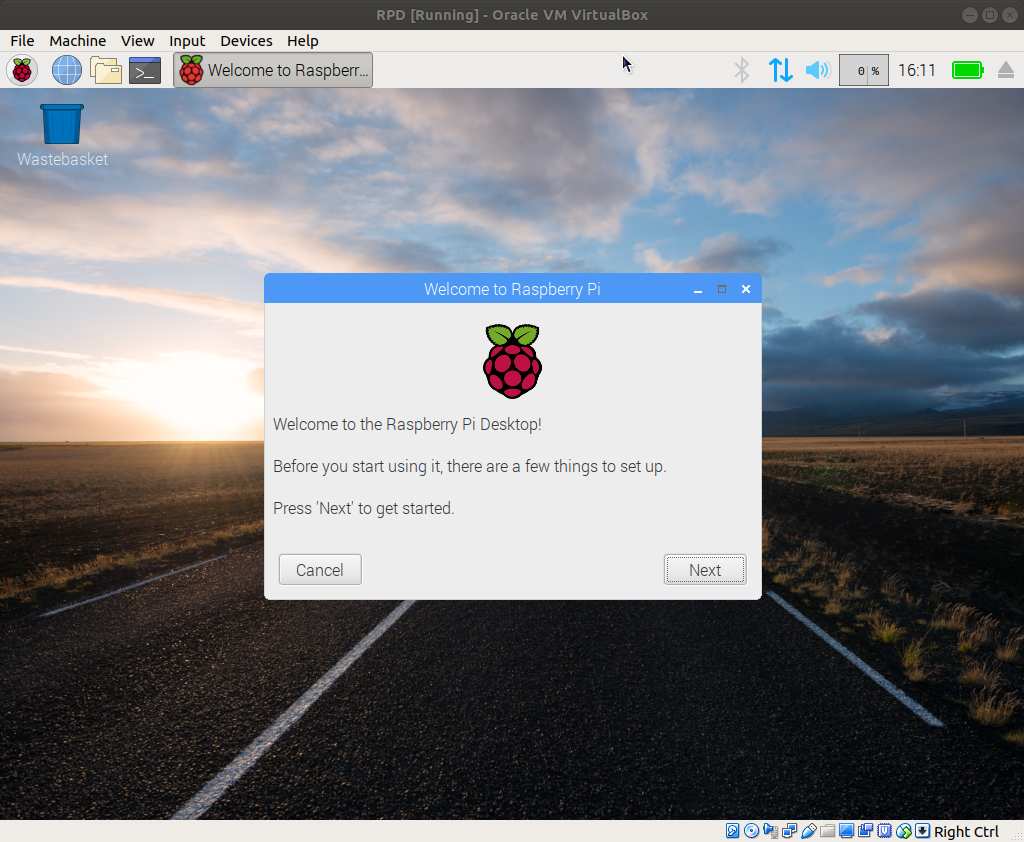 RPD [Running] - Oracle VM VirtualBox
File Machine View Input Devices Help
Welcome to Raspberr...
0 %
16:11
Wastebasket
Welcome to Raspberry Pi
Welcome to the Raspberry Pi Desktop!
Before you start using it, there are a few things to set up.
Press 'Next' to get started.
Cancel
Next
Right Ctrl